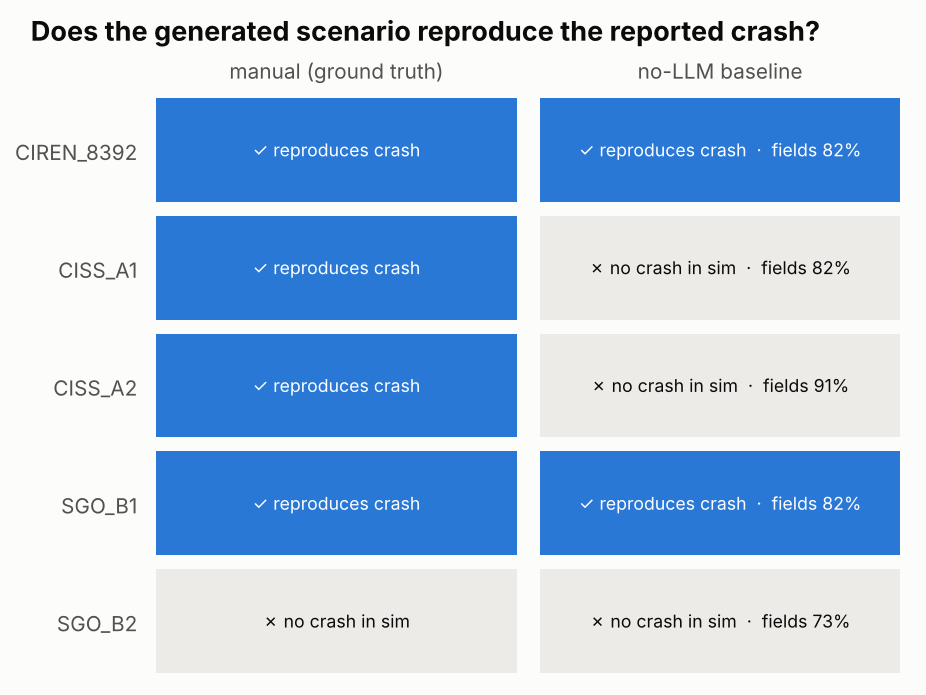 Does the generated scenario reproduce the reported crash?
manual (ground truth) no-LLM baseline
CIREN_8392 ✓ reproduces crash ✓ reproduces crash · fields 82%
CISS_A1 ✓ reproduces crash × no crash in sim · fields 82%
CISS_A2 ✓ reproduces crash × no crash in sim · fields 91%
SGO_B1 ✓ reproduces crash ✓ reproduces crash · fields 82%
SGO_B2 × no crash in sim × no crash in sim · fields 73%